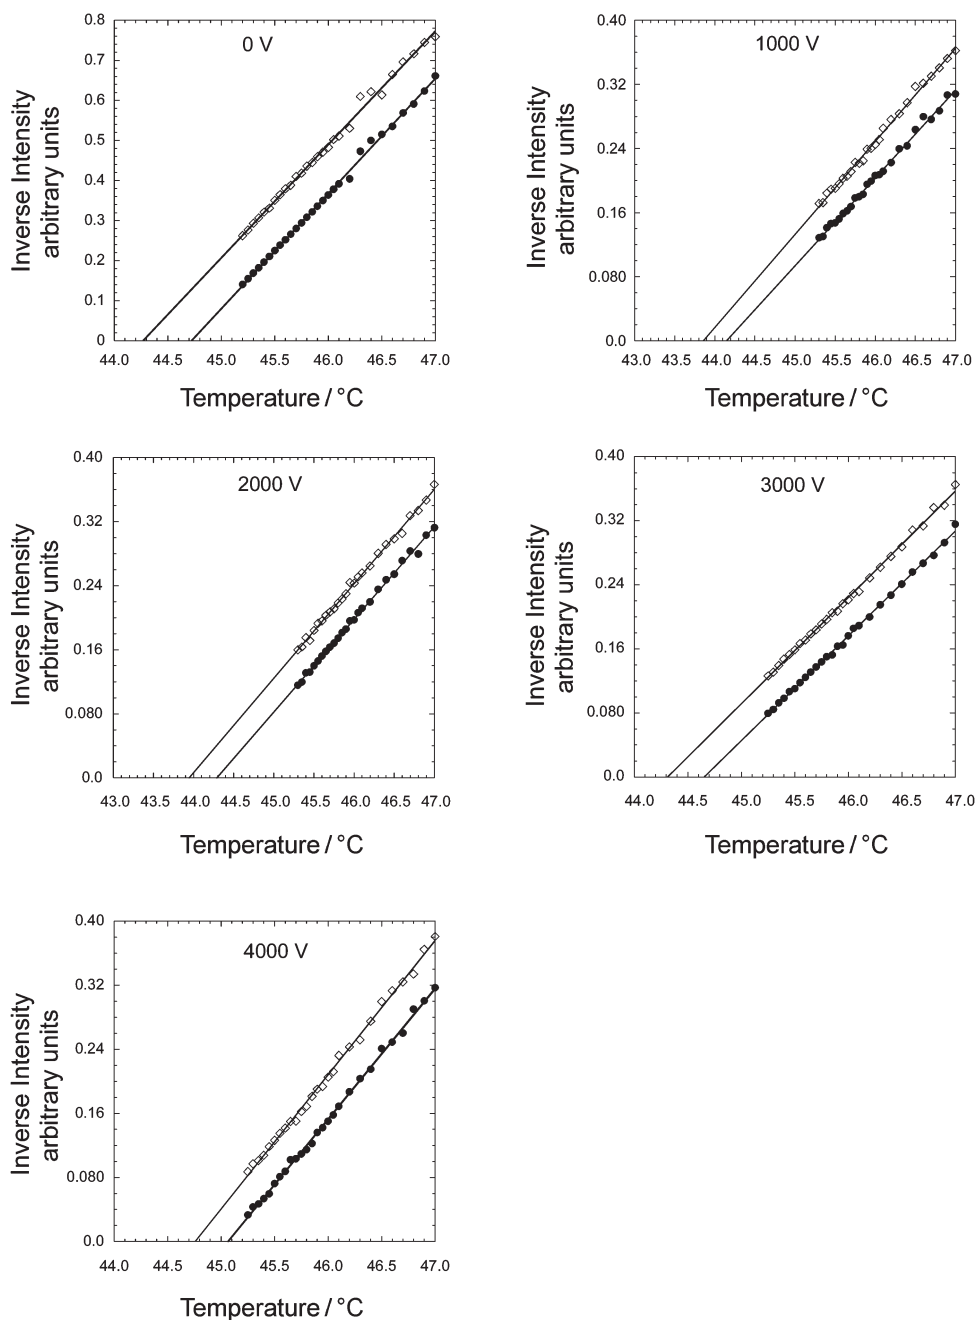 0 V
0.8
0.7
0.6
0.5
0.4
0.3
0.2
0.1
0
Inverse Intensity
arbitrary units
44.0 44.5 45.0 45.5 46.0 46.5 47.0
Temperature / °C
1000 V
0.40
0.32
0.24
0.16
0.080
0.0
Inverse Intensity
arbitrary units
43.0 43.5 44.0 44.5 45.0 45.5 46.0 46.5 47.0
Temperature / °C
2000 V
0.40
0.32
0.24
0.16
0.080
0.0
Inverse Intensity
arbitrary units
43.0 43.5 44.0 44.5 45.0 45.5 46.0 46.5 47.0
Temperature / °C
3000 V
0.40
0.32
0.24
0.16
0.080
0.0
Inverse Intensity
arbitrary units
44.0 44.5 45.0 45.5 46.0 46.5 47.0
Temperature / °C
4000 V
0.40
0.32
0.24
0.16
0.080
0.0
Inverse Intensity
arbitrary units
44.0 44.5 45.0 45.5 46.0 46.5 47.0
Temperature / °C